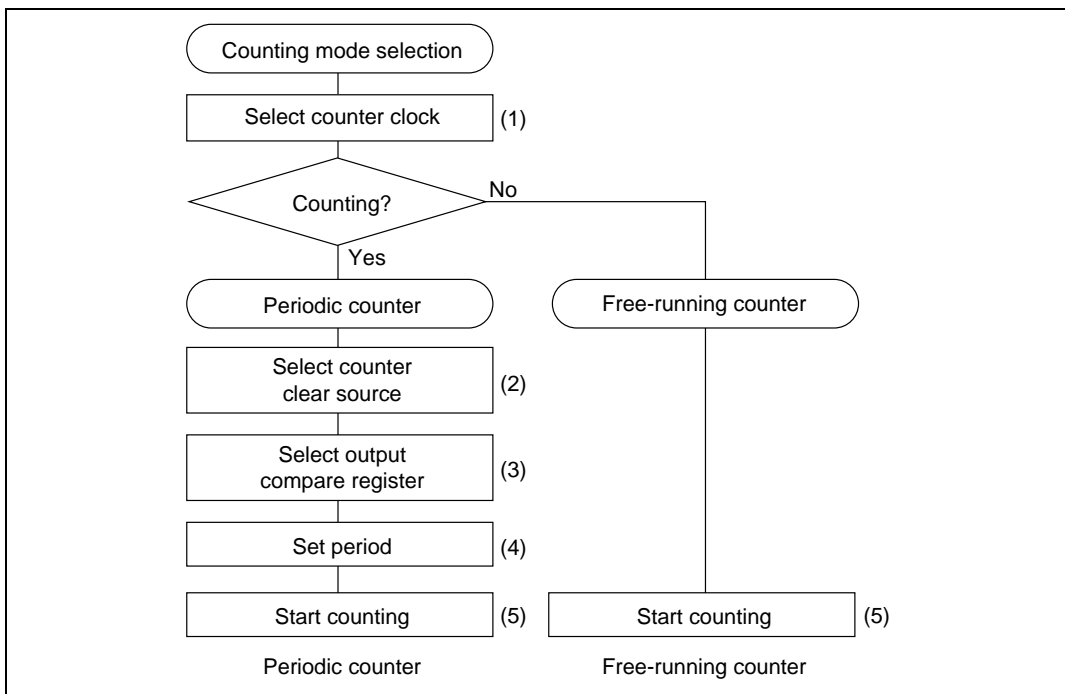 Counting mode selection
Select counter clock
(1)
Counting?
No
Yes
Periodic counter
Free-running counter
Select counter
clear source
(2)
Select output
compare register
(3)
Set period
(4)
Start counting
(5)
Start counting
(5)
Periodic counter
Free-running counter